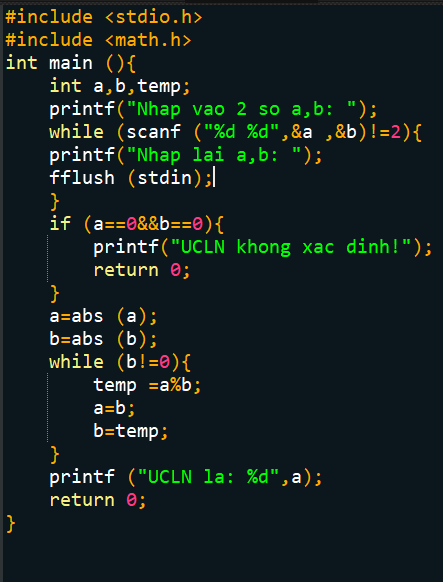 #include <stdio.h>
#include <math.h>
int main (){
    int a,b,temp;
    printf("Nhap vao 2 so a,b: ");
    while (scanf ("%d %d",&a ,&b)!=2){
    printf("Nhap lai a,b: ");
    fflush (stdin);
    }
    if (a==0&&b==0){
        printf("UCLN khong xac dinh!");
        return 0;
    }
    a=abs (a);
    b=abs (b);
    while (b!=0){
        temp =a%b;
        a=b;
        b=temp;
    }
    printf ("UCLN la: %d",a);
    return 0;
}